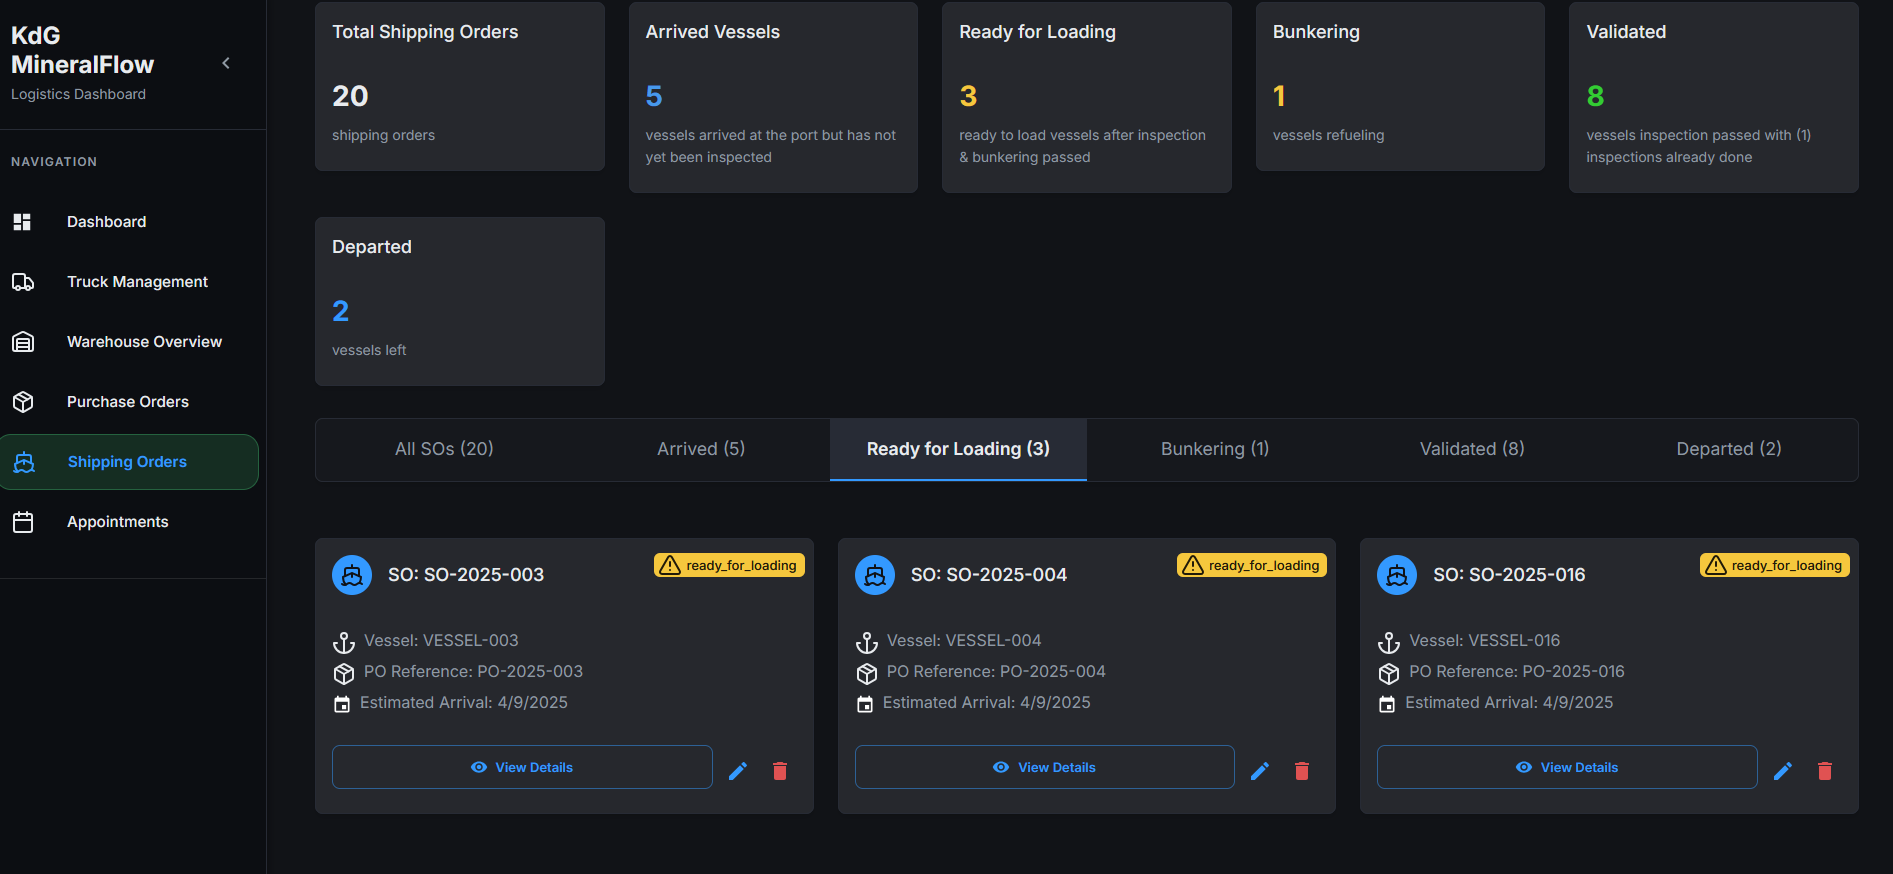 KdG
MineralFlow
Logistics Dashboard
NAVIGATION
Dashboard
Truck Management
Warehouse Overview
Purchase Orders
Shipping Orders
Appointments
Total Shipping Orders
20
shipping orders
Arrived Vessels
5
vessels arrived at the port but has not
yet been inspected
Ready for Loading
3
ready to load vessels after inspection
& bunkering passed
Bunkering
1
vessels refueling
Validated
8
vessels inspection passed with (1)
inspections already done
Departed
2
vessels left
All SOs (20)
Arrived (5)
Ready for Loading (3)
Bunkering (1)
Validated (8)
Departed (2)
SO: SO-2025-003
ready_for_loading
Vessel: VESSEL-003
PO Reference: PO-2025-003
Estimated Arrival: 4/9/2025
View Details
SO: SO-2025-004
ready_for_loading
Vessel: VESSEL-004
PO Reference: PO-2025-004
Estimated Arrival: 4/9/2025
View Details
SO: SO-2025-016
ready_for_loading
Vessel: VESSEL-016
PO Reference: PO-2025-016
Estimated Arrival: 4/9/2025
View Details